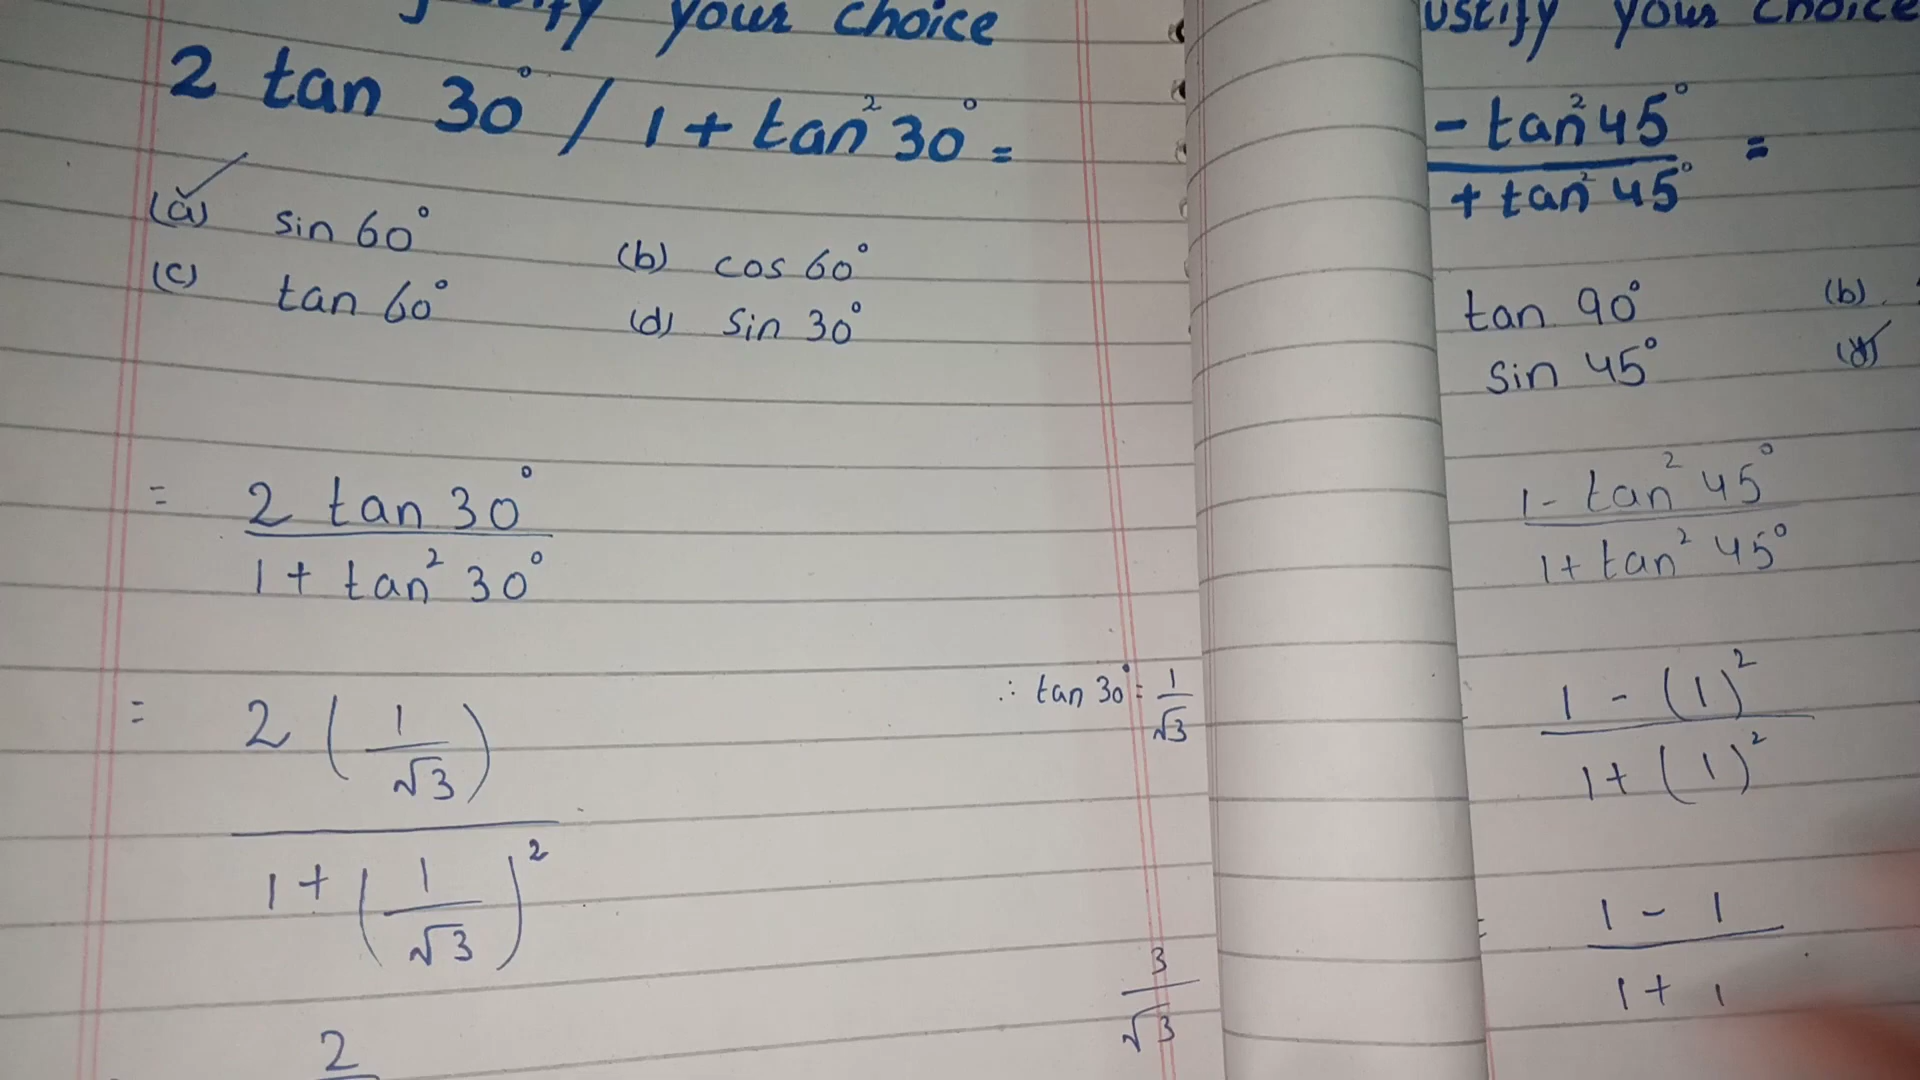 justify your choice
2 tan 30° / 1 + tan² 30° =
(a) sin 60° (b) cos 60°
(c) tan 60° (d) sin 30°
= 2 tan 30°
1 + tan² 30°
= 2 (1/√3)
1 + (1/√3)²
∴ tan 30° = 1/√3
3
√3
2
ustify your choice
- tan² 45° =
+ tan² 45°
tan 90° (b)
sin 45° (d)
1 - tan² 45°
1 + tan² 45°
1 - (1)²
1 + (1)²
= 1 - 1
1 + 1